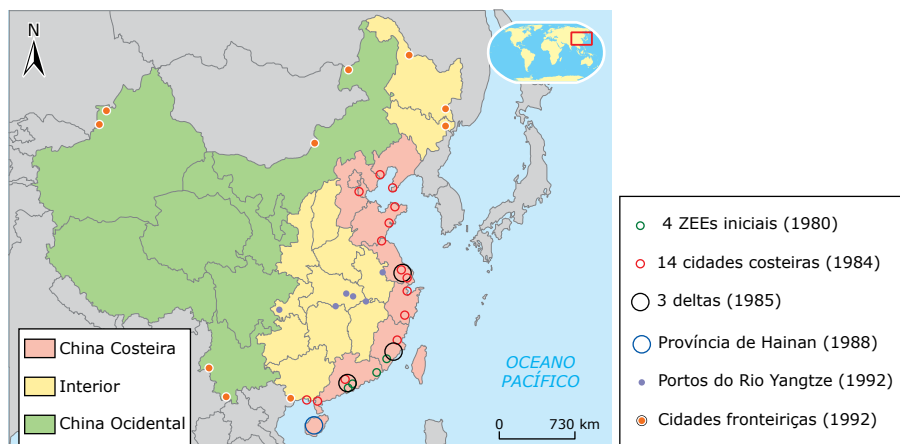 N
China Costeira
Interior
China Ocidental
OCEANO
PACÍFICO
0 730 km
4 ZEEs iniciais (1980)
14 cidades costeiras (1984)
3 deltas (1985)
Província de Hainan (1988)
Portos do Rio Yangtze (1992)
Cidades fronteiriças (1992)